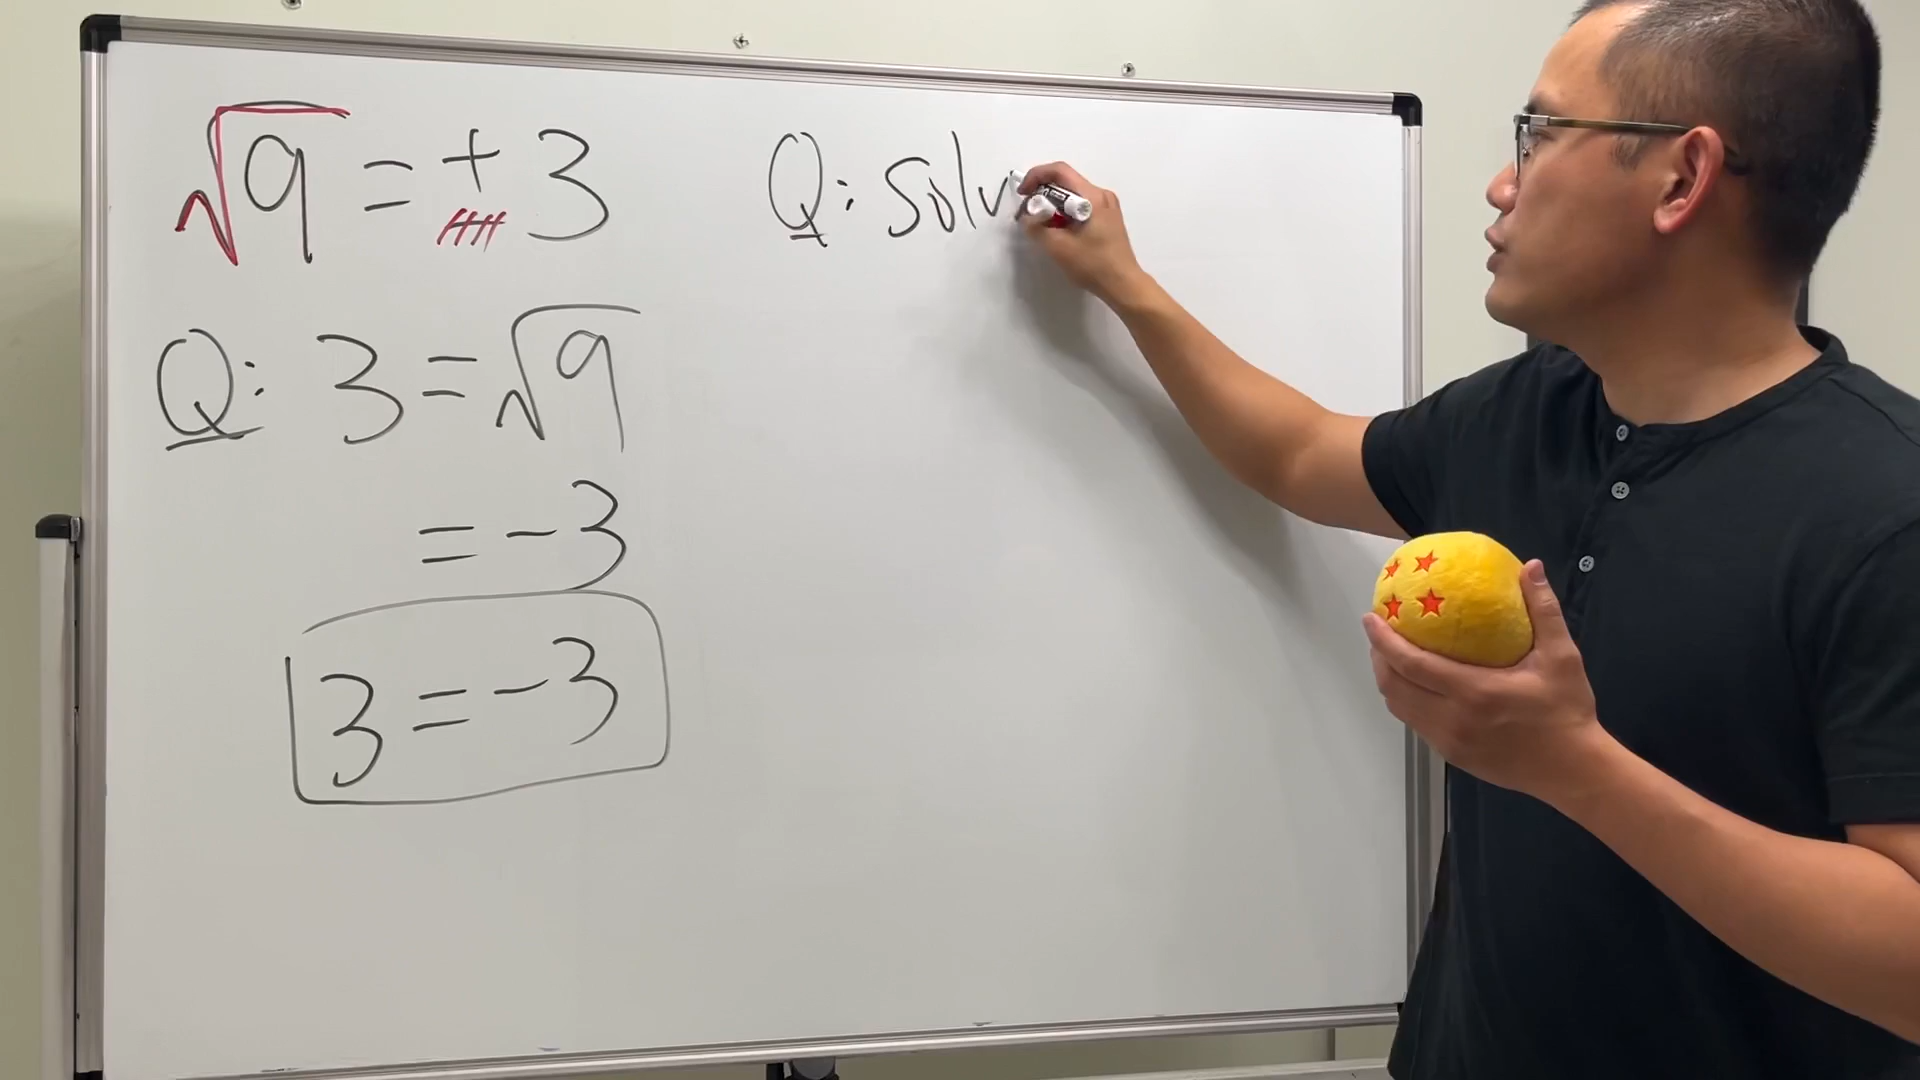 √9 = + 3
Q: 3 = √9
= -3
3 = -3
Q: Solv